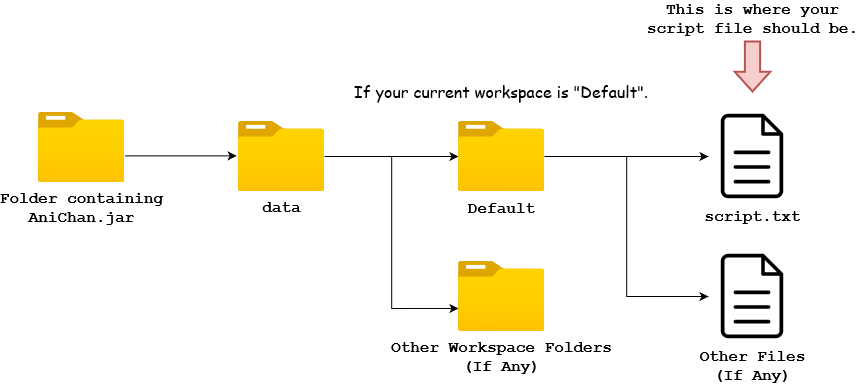 This is where your
script file should be.
If your current workspace is "Default".
Folder containing
AniChan.jar
data
Default
script.txt
Other Workspace Folders
(If Any)
Other Files
(If Any)